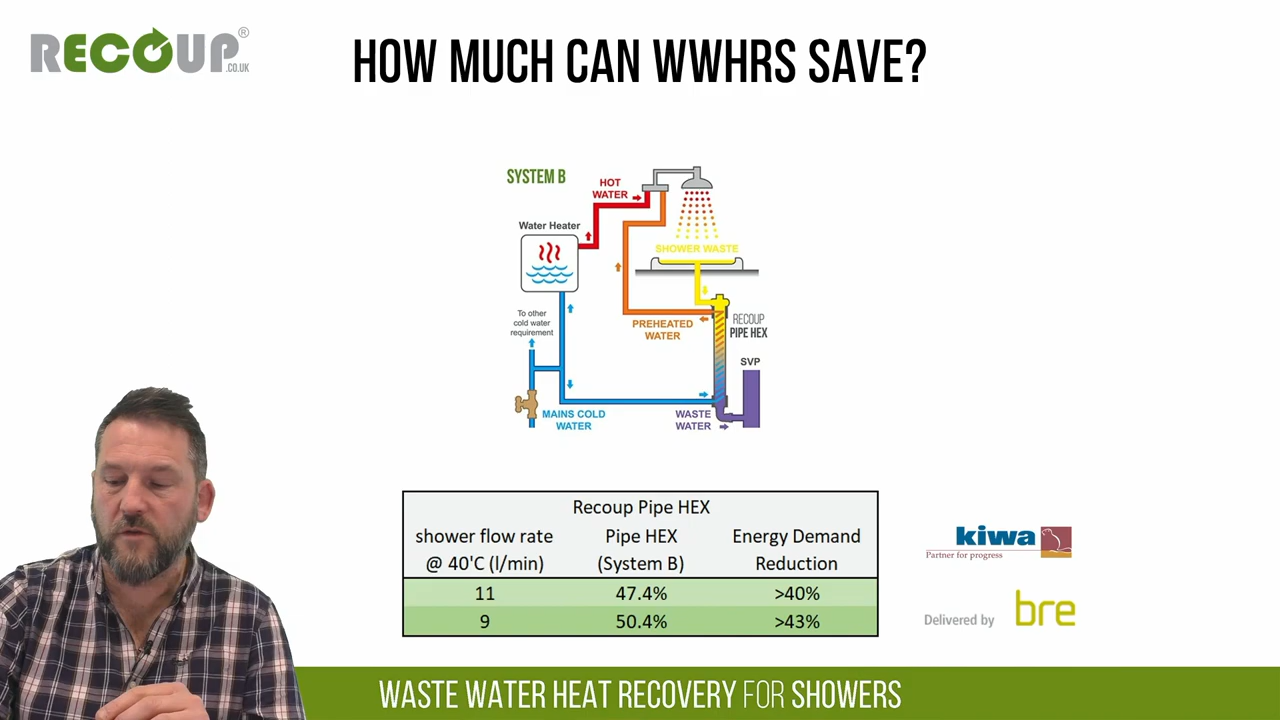 RECOUP®
.CO.UK
HOW MUCH CAN WWHRS SAVE?
SYSTEM B
HOT
WATER
Water Heater
SHOWER WASTE
To other
cold water
requirement
PREHEATED
WATER
RECOUP
PIPE HEX
SVP
MAINS COLD
WATER
WASTE
WATER
Recoup Pipe HEX
shower flow rate Pipe HEX Energy Demand
@ 40'C (l/min) (System B) Reduction
11 47.4% >40%
9 50.4% >43%
kiwa
Partner for progress
Delivered by bre
WASTE WATER HEAT RECOVERY FOR SHOWERS